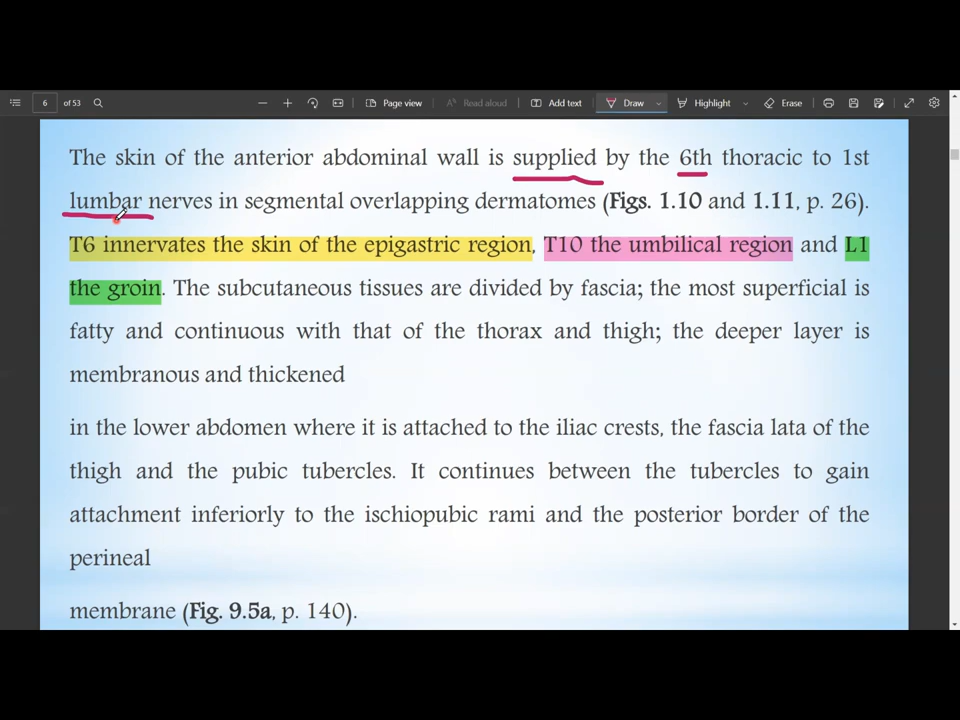 6 of 53 Page view Read aloud Add text Draw Highlight Erase
The skin of the anterior abdominal wall is supplied by the 6th thoracic to 1st
lumbar nerves in segmental overlapping dermatomes (Figs. 1.10 and 1.11, p. 26).
T6 innervates the skin of the epigastric region, T10 the umbilical region and L1
the groin. The subcutaneous tissues are divided by fascia; the most superficial is
fatty and continuous with that of the thorax and thigh; the deeper layer is
membranous and thickened
in the lower abdomen where it is attached to the iliac crests, the fascia lata of the
thigh and the pubic tubercles. It continues between the tubercles to gain
attachment inferiorly to the ischiopubic rami and the posterior border of the
perineal
membrane (Fig. 9.5a, p. 140).